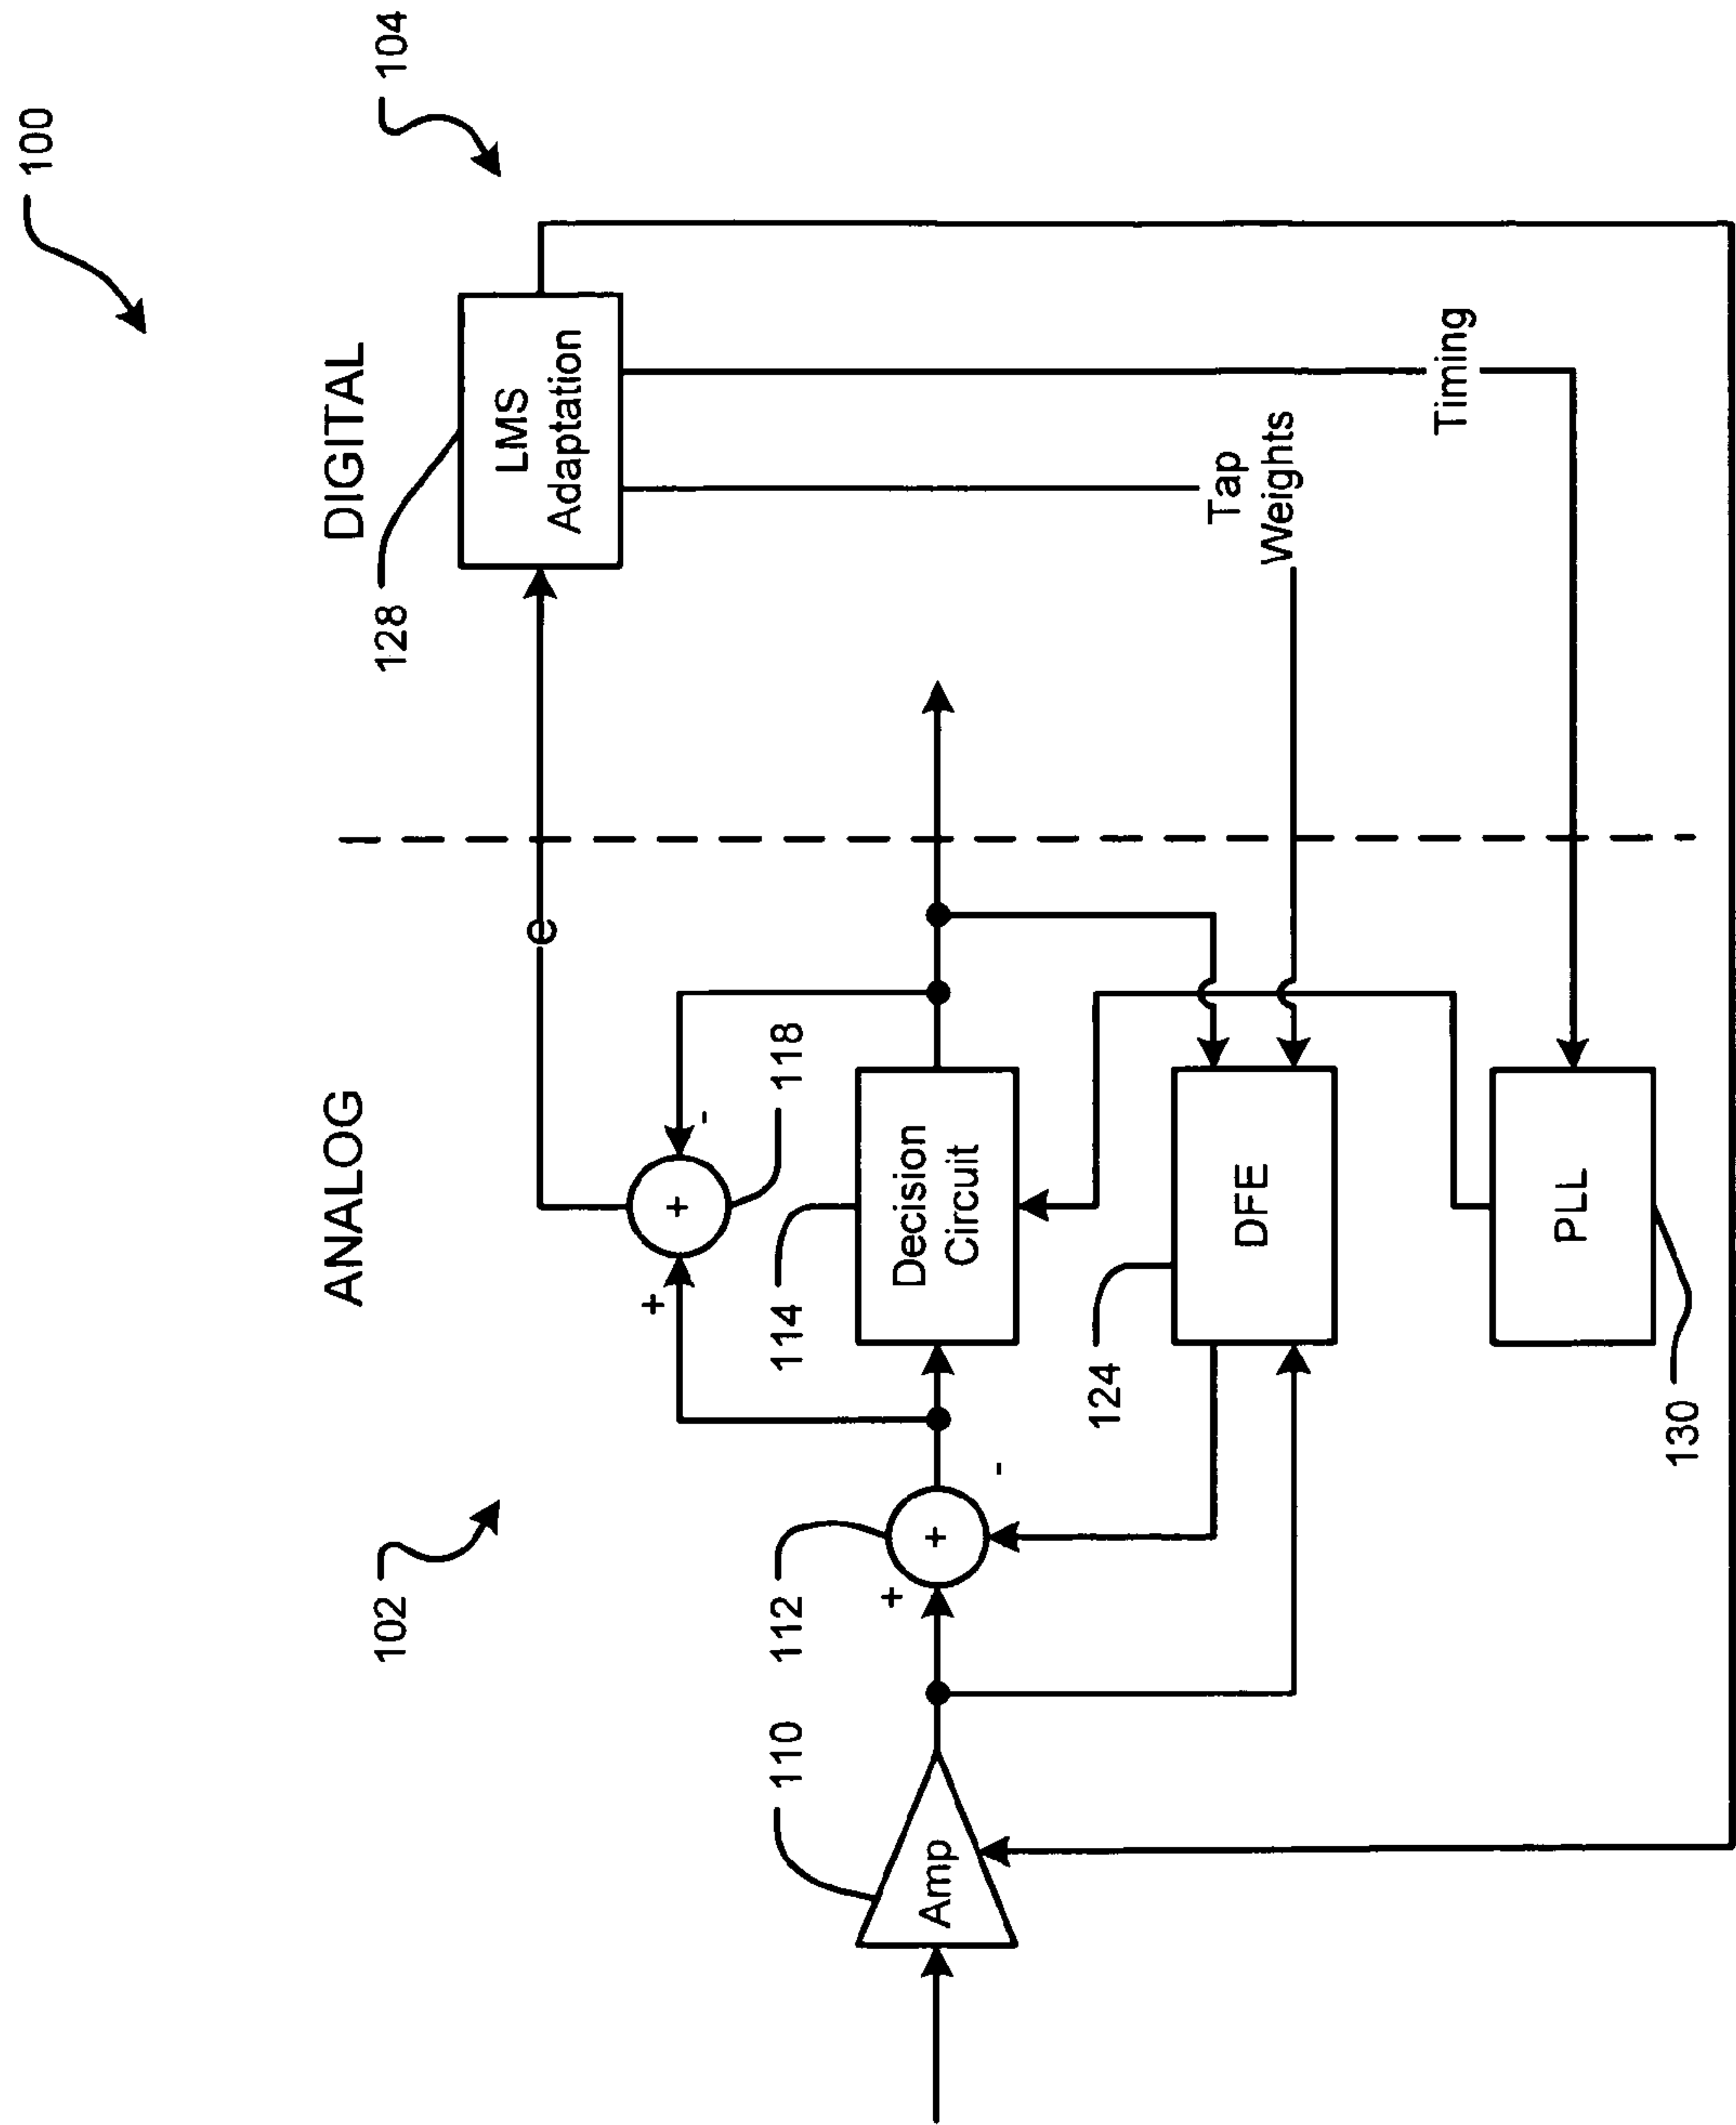 100
102
ANALOG
DIGITAL
104
128
LMS
Adaptation
e
118
+
+
-
110
112
114
Amp
+
+
-
Decision
Circuit
124
DFE
Tap
Weights
Timing
PLL
130